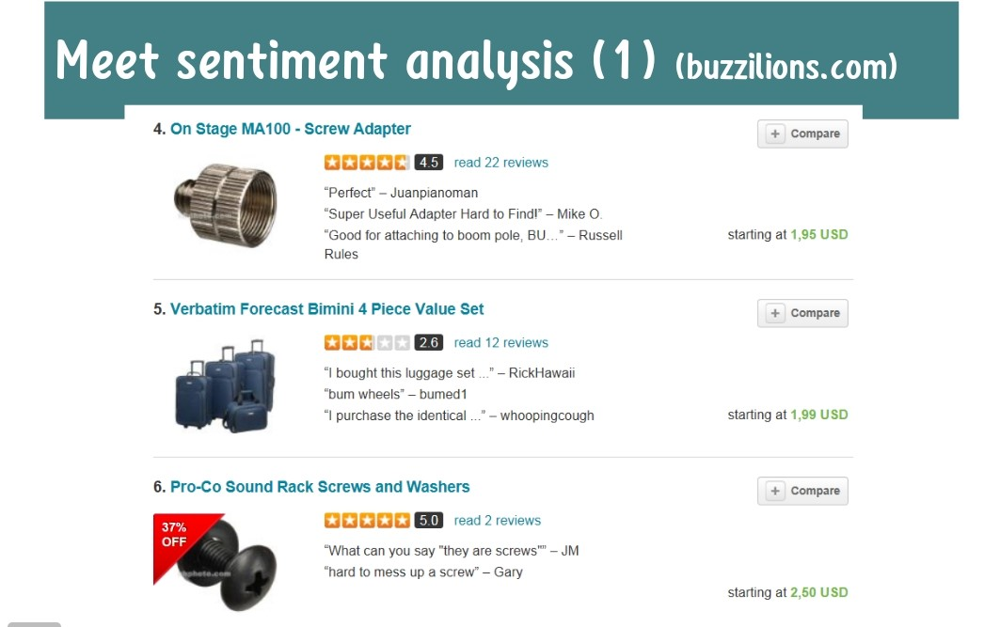 Meet sentiment analysis (1) (buzzilions.com)
4. On Stage MA100 - Screw Adapter
+ Compare
4.5 read 22 reviews
“Perfect” – Juanpianoman
“Super Useful Adapter Hard to Find!” – Mike O.
“Good for attaching to boom pole, BU...” – Russell
Rules
starting at 1,95 USD
5. Verbatim Forecast Bimini 4 Piece Value Set
+ Compare
2.6 read 12 reviews
“I bought this luggage set ...” – RickHawaii
“bum wheels” – bumed1
“I purchase the identical ...” – whoopingcough
starting at 1,99 USD
6. Pro-Co Sound Rack Screws and Washers
+ Compare
37%
OFF
5.0 read 2 reviews
“What can you say "they are screws"” – JM
“hard to mess up a screw” – Gary
starting at 2,50 USD